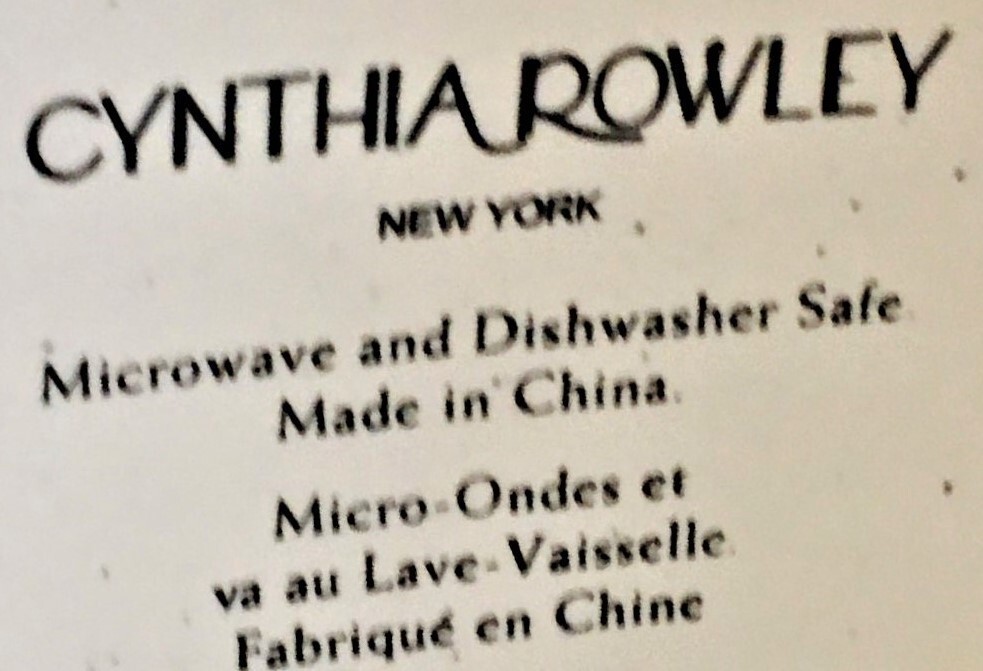 CYNTHIA ROWLEY
NEW YORK
Microwave and Dishwasher Safe
Made in China.
Micro-Ondes et
va au Lave-Vaisselle
Fabriqué en Chine